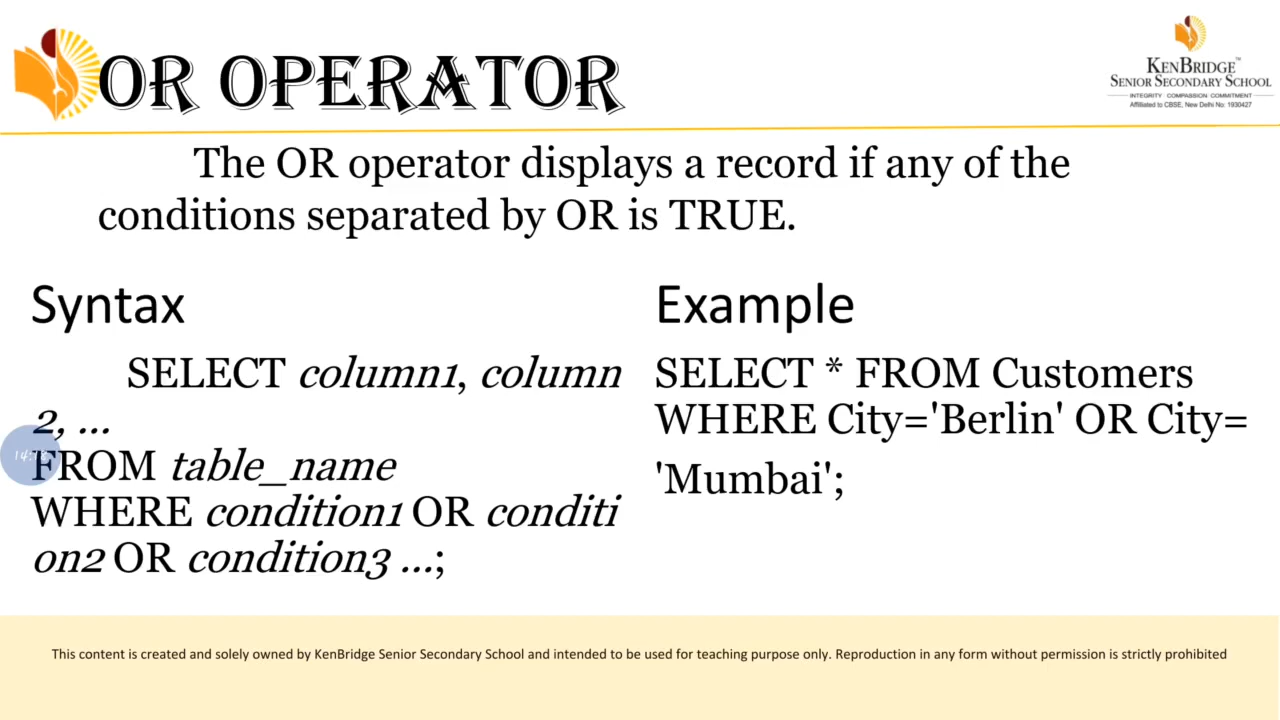 OR OPERATOR
KENBRIDGE™
SENIOR SECONDARY SCHOOL
INTEGRITY COMPASSION COMMITMENT
Affiliated to CBSE, New Delhi No: 1930427
The OR operator displays a record if any of the
conditions separated by OR is TRUE.
Syntax
SELECT column1, column
2, ...
FROM table_name
WHERE condition1 OR conditi
on2 OR condition3 ...;
Example
SELECT * FROM Customers
WHERE City='Berlin' OR City=
'Mumbai';
This content is created and solely owned by KenBridge Senior Secondary School and intended to be used for teaching purpose only. Reproduction in any form without permission is strictly prohibited